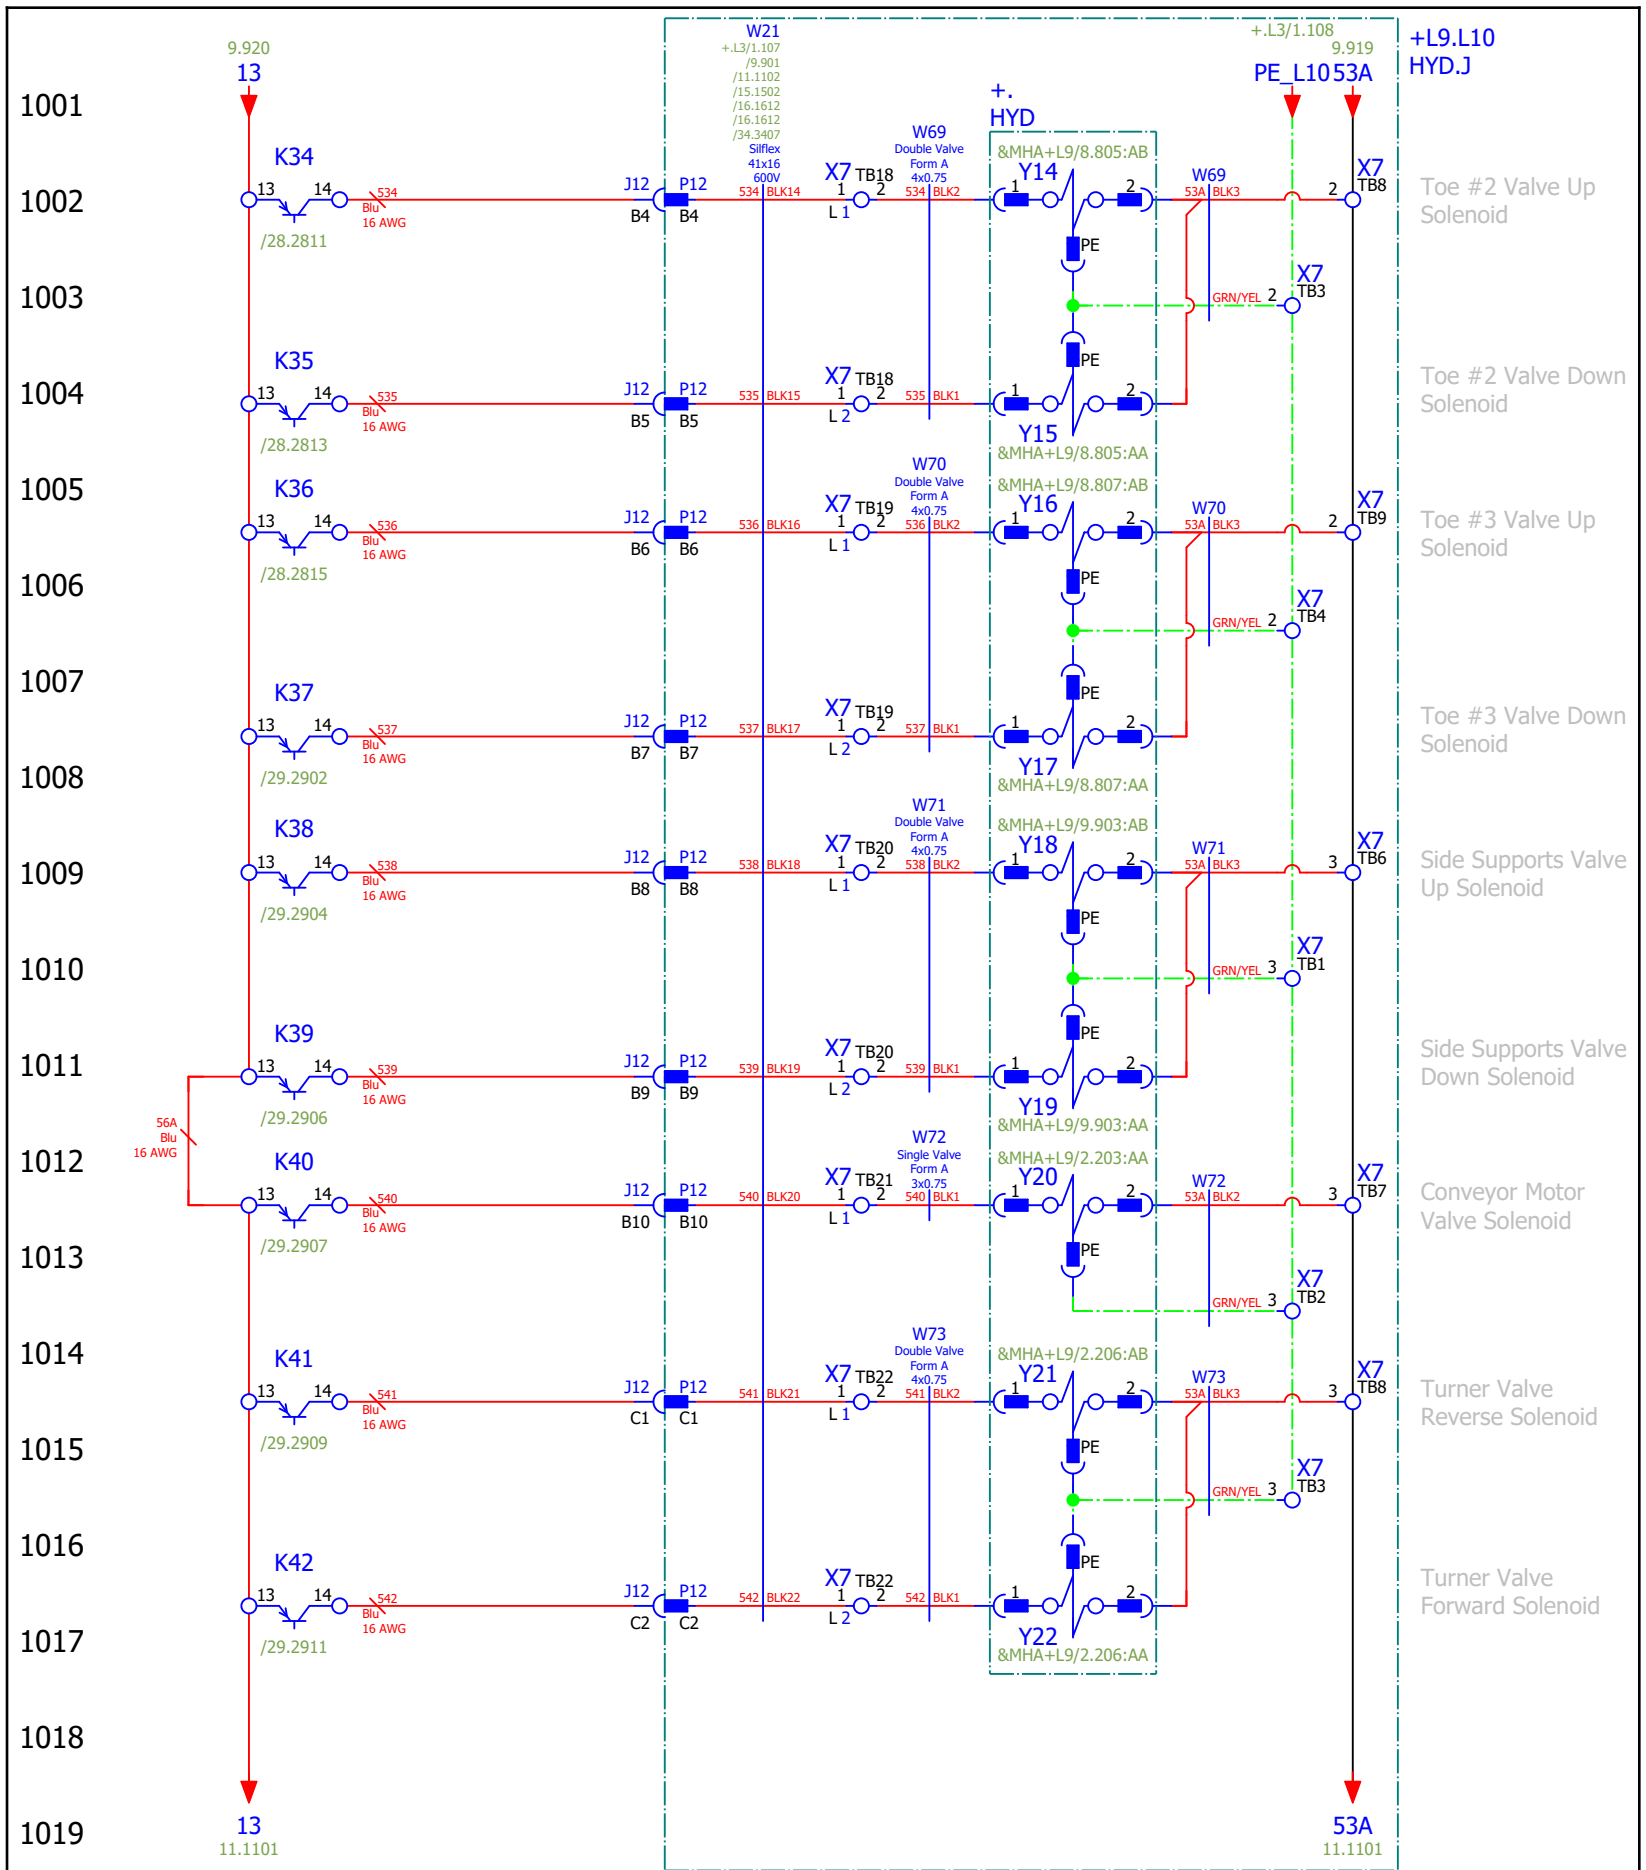 W21
+.L3/1.107
/9.901
/11.1102
/15.1502
/16.1612
/16.1612
/34.3407
Silflex
41x16
600V
+.L3/1.108
9.920
13
9.919
PE_L10 53A
+L9.L10
HYD.J
+.
HYD
1001
K34
W69
Double Valve
Form A
4x0.75
&MHA+L9/8.805:AB
Y14
W69
X7
TB8
1002
13 14 534
Blu
16 AWG
J12 P12
B4 B4
534 BLK14
X7 TB18
1 2
L 1
534 BLK2
1 2
PE
53A BLK3
2
Toe #2 Valve Up
Solenoid
/28.2811
1003
GRN/YEL 2
X7
TB3
PE
K35
1004
13 14 535
Blu
16 AWG
J12 P12
B5 B5
535 BLK15
X7 TB18
1 2
L 2
535 BLK1
1 2
Y15
&MHA+L9/8.805:AA
Toe #2 Valve Down
Solenoid
/28.2813
1005
K36
W70
Double Valve
Form A
4x0.75
&MHA+L9/8.807:AB
Y16
W70
X7
TB9
13 14 536
Blu
16 AWG
J12 P12
B6 B6
536 BLK16
X7 TB19
1 2
L 1
536 BLK2
1 2
PE
53A BLK3
2
Toe #3 Valve Up
Solenoid
/28.2815
1006
GRN/YEL 2
X7
TB4
1007
PE
K37
13 14 537
Blu
16 AWG
J12 P12
B7 B7
537 BLK17
X7 TB19
1 2
L 2
537 BLK1
1 2
Y17
&MHA+L9/8.807:AA
Toe #3 Valve Down
Solenoid
/29.2902
1008
K38
W71
Double Valve
Form A
4x0.75
&MHA+L9/9.903:AB
Y18
W71
X7
TB6
1009
13 14 538
Blu
16 AWG
J12 P12
B8 B8
538 BLK18
X7 TB20
1 2
L 1
538 BLK2
1 2
PE
53A BLK3
3
Side Supports Valve
Up Solenoid
/29.2904
1010
GRN/YEL 3
X7
TB1
PE
K39
1011
13 14 539
Blu
16 AWG
J12 P12
B9 B9
539 BLK19
X7 TB20
1 2
L 2
539 BLK1
1 2
Y19
&MHA+L9/9.903:AA
Side Supports Valve
Down Solenoid
/29.2906
56A
Blu
16 AWG
1012
K40
W72
Single Valve
Form A
3x0.75
&MHA+L9/2.203:AA
Y20
W72
X7
TB7
13 14 540
Blu
16 AWG
J12 P12
B10 B10
540 BLK20
X7 TB21
1 2
L 1
540 BLK1
1 2
PE
53A BLK2
3
Conveyor Motor
Valve Solenoid
/29.2907
1013
GRN/YEL 3
X7
TB2
1014
K41
W73
Double Valve
Form A
4x0.75
&MHA+L9/2.206:AB
Y21
W73
X7
TB8
13 14 541
Blu
16 AWG
J12 P12
C1 C1
541 BLK21
X7 TB22
1 2
L 1
541 BLK2
1 2
PE
53A BLK3
3
Turner Valve
Reverse Solenoid
/29.2909
1015
GRN/YEL 3
X7
TB3
1016
PE
K42
13 14 542
Blu
16 AWG
J12 P12
C2 C2
542 BLK22
X7 TB22
1 2
L 2
542 BLK1
1 2
Y22
&MHA+L9/2.206:AA
Turner Valve
Forward Solenoid
/29.2911
1017
1018
1019
13
11.1101
53A
11.1101